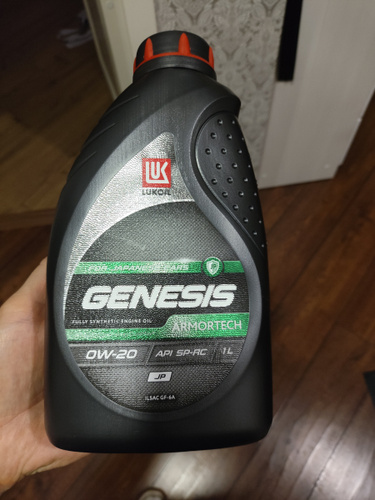 LUK
LUKOIL
FOR JAPANESE CARS
GENESIS
FULLY SYNTHETIC ENGINE OIL
ARMORTECH
0W-20 API SP-RC 1L
JP
ILSAC GF-6A